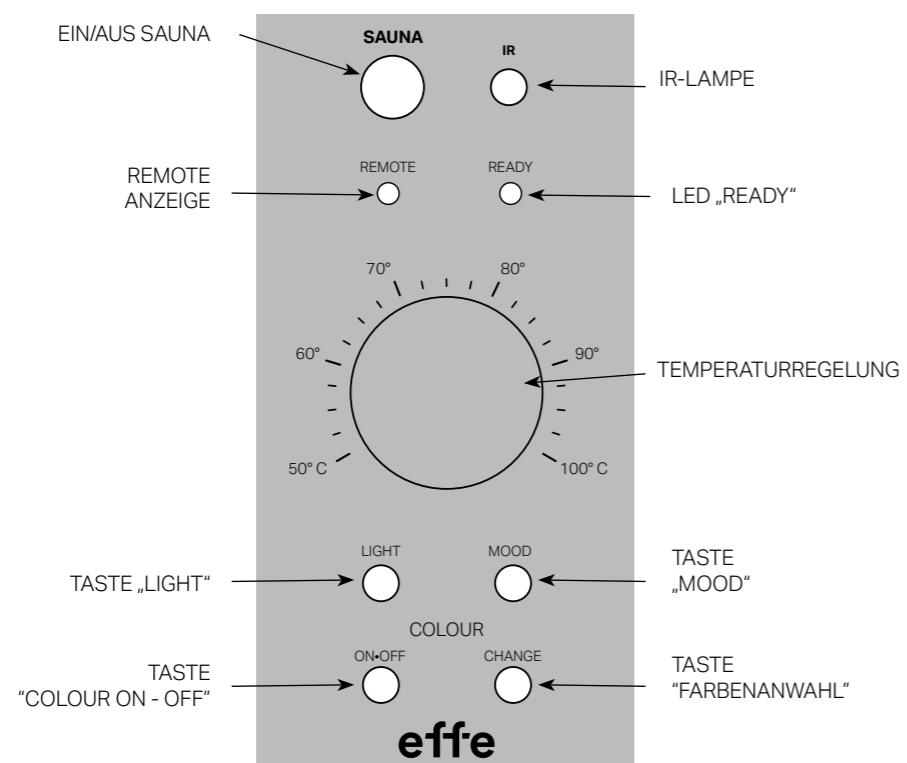 EIN/AUS SAUNA
SAUNA
IR
IR-LAMPE
REMOTE
ANZEIGE
REMOTE
READY
LED „READY“
70°
80°
60°
90°
TEMPERATURREGELUNG
50° C
100° C
LIGHT
MOOD
TASTE „LIGHT“
TASTE
„MOOD“
COLOUR
ON•OFF
CHANGE
TASTE
"COLOUR ON - OFF"
TASTE
"FARBENANWAHL"
effe